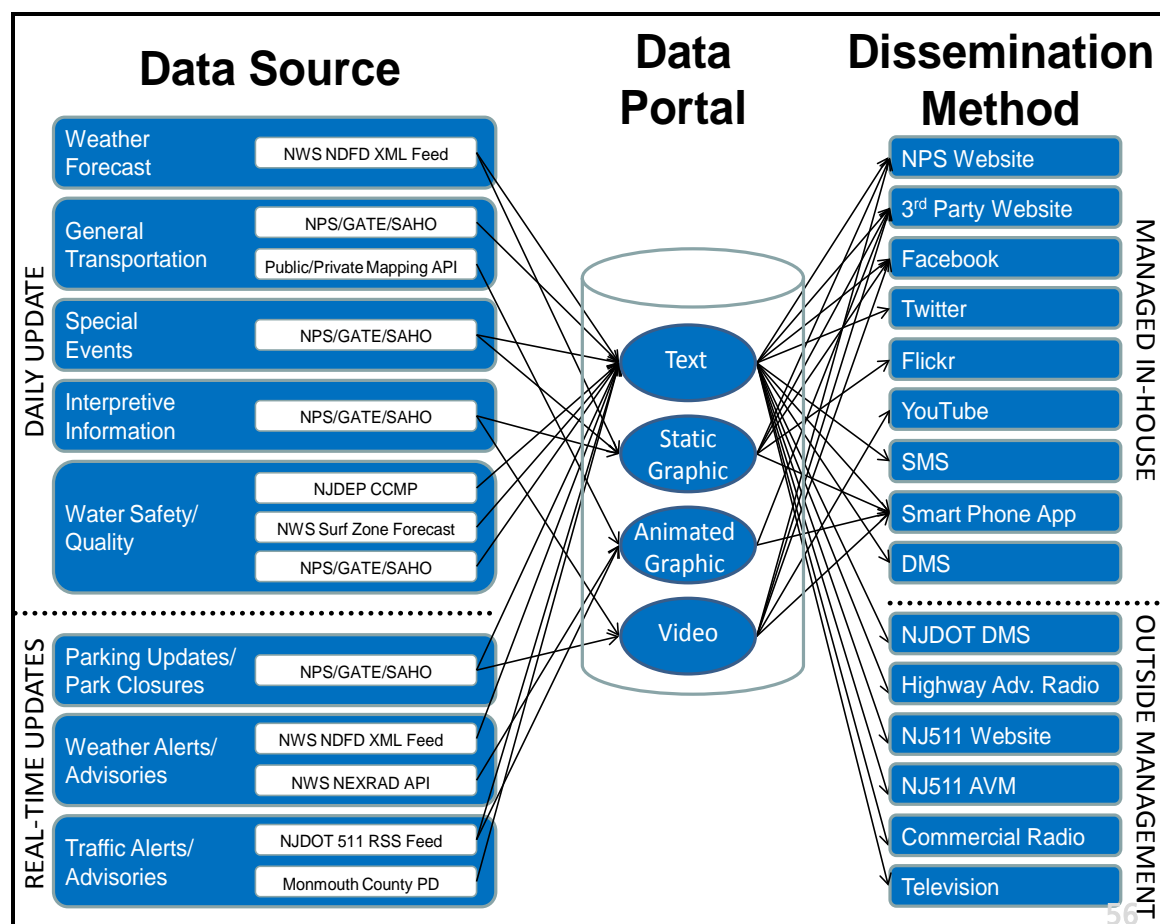 Data Source
Data
Portal
Dissemination
Method
DAILY UPDATE
Weather
Forecast
NWS NDFD XML Feed
General
Transportation
NPS/GATE/SAHO
Public/Private Mapping API
Special
Events
NPS/GATE/SAHO
Interpretive
Information
NPS/GATE/SAHO
Water Safety/
Quality
NJDEP CCMP
NWS Surf Zone Forecast
NPS/GATE/SAHO
REAL-TIME UPDATES
Parking Updates/
Park Closures
NPS/GATE/SAHO
Weather Alerts/
Advisories
NWS NDFD XML Feed
NWS NEXRAD API
Traffic Alerts/
Advisories
NJDOT 511 RSS Feed
Monmouth County PD
Text
Static
Graphic
Animated
Graphic
Video
MANAGED IN-HOUSE
NPS Website
3rd Party Website
Facebook
Twitter
Flickr
YouTube
SMS
Smart Phone App
DMS
OUTSIDE MANAGEMENT
NJDOT DMS
Highway Adv. Radio
NJ511 Website
NJ511 AVM
Commercial Radio
Television
56